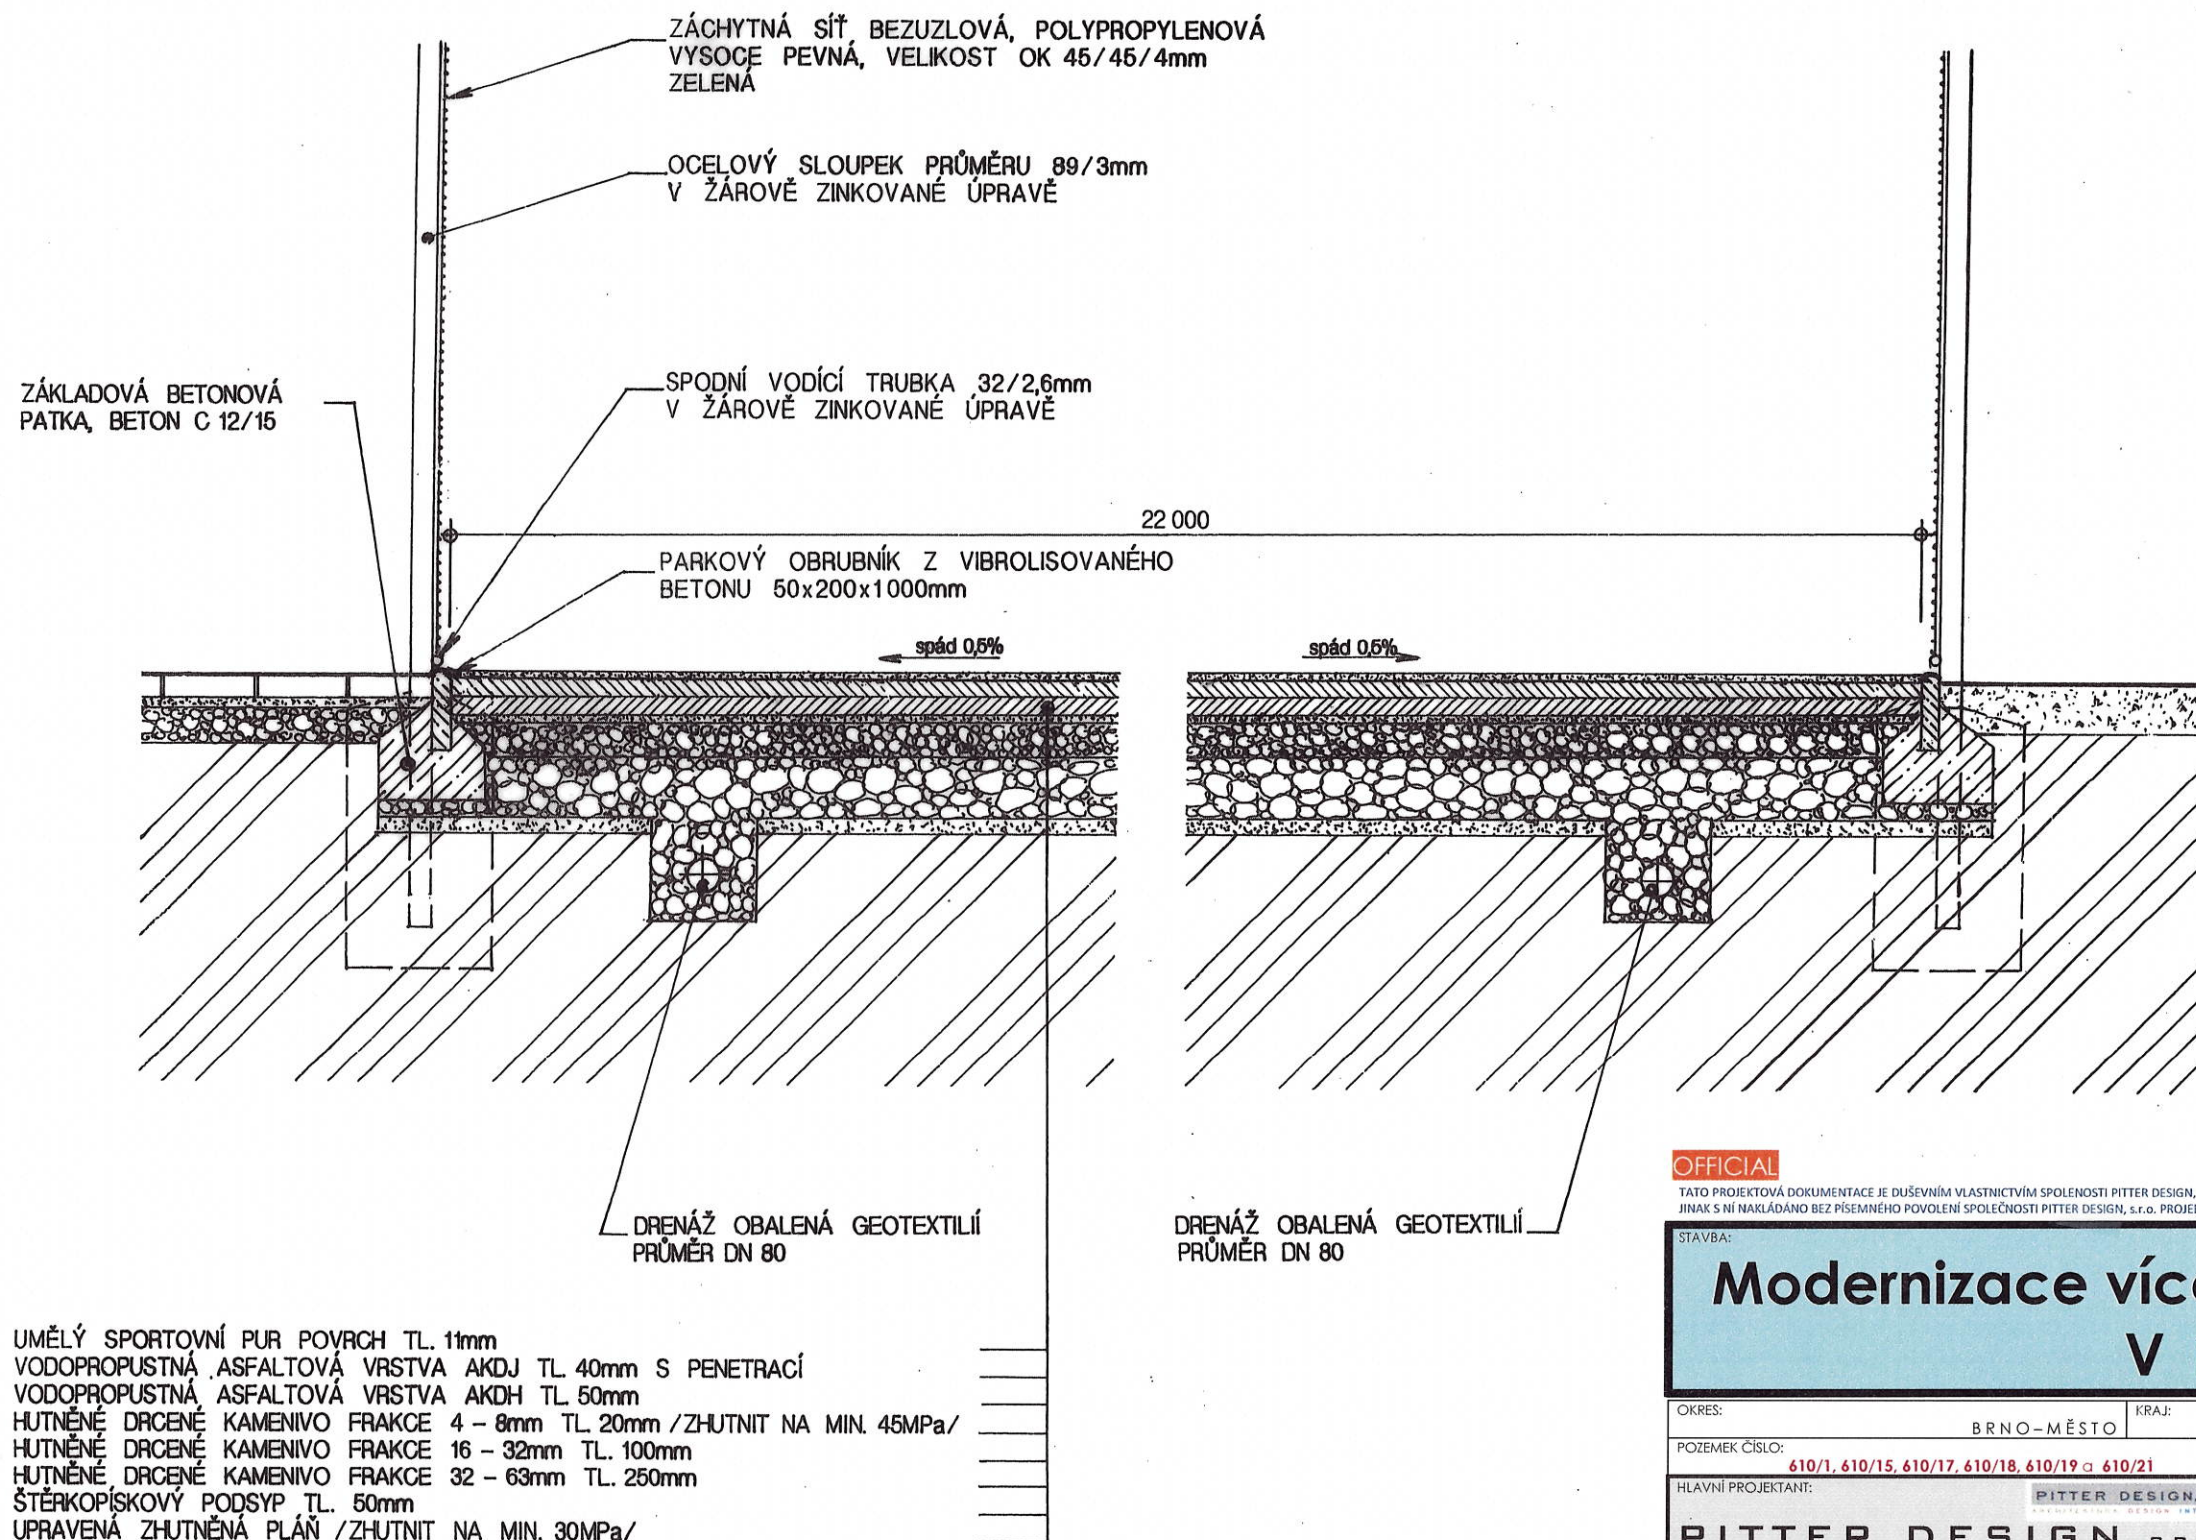 ZÁCHYTNÁ SÍŤ BEZUZLOVÁ, POLYPROPYLENOVÁ
VYSOCE PEVNÁ, VELIKOST OK 45/45/4mm
ZELENÁ
OCELOVÝ SLOUPEK PRŮMĚRU 89/3mm
V ŽÁROVĚ ZINKOVANÉ ÚPRAVĚ
ZÁKLADOVÁ BETONOVÁ
PATKA, BETON C 12/15
SPODNÍ VODÍCÍ TRUBKA 32/2,6mm
V ŽÁROVĚ ZINKOVANÉ ÚPRAVĚ
22 000
PARKOVÝ OBRUBNÍK Z VIBROLISOVANÉHO
BETONU 50x200x1000mm
spád 0,5%
spád 0,5%
DRENÁŽ OBALENÁ GEOTEXTILIÍ
PRŮMĚR DN 80
DRENÁŽ OBALENÁ GEOTEXTILIÍ
PRŮMĚR DN 80
UMĚLÝ SPORTOVNÍ PUR POVRCH TL. 11mm
VODOPROPUSTNÁ ASFALTOVÁ VRSTVA AKDJ TL. 40mm S PENETRACÍ
VODOPROPUSTNÁ ASFALTOVÁ VRSTVA AKDH TL. 50mm
HUTNĚNÉ DRCENÉ KAMENIVO FRAKCE 4 - 8mm TL. 20mm /ZHUTNIT NA MIN. 45MPa/
HUTNĚNÉ DRCENÉ KAMENIVO FRAKCE 16 - 32mm TL. 100mm
HUTNĚNÉ DRCENÉ KAMENIVO FRAKCE 32 - 63mm TL. 250mm
ŠTĚRKOPÍSKOVÝ PODSYP TL. 50mm
UPRAVENÁ ZHUTNĚNÁ PLÁŇ /ZHUTNIT NA MIN. 30MPa/
OFFICIAL
TATO PROJEKTOVÁ DOKUMENTACE JE DUŠEVNÍM VLASTNICTVÍM SPOLENOSTI PITTER DESIGN,
JINAK S NÍ NAKLÁDÁNO BEZ PÍSEMNÉHO POVOLENÍ SPOLEČNOSTI PITTER DESIGN, s.r.o. PROJE
STAVBA:
Modernizace víc
V
OKRES:
BRNO-MĚSTO
KRAJ:
POZEMEK ČÍSLO:
610/1, 610/15, 610/17, 610/18, 610/19 a 610/21
HLAVNÍ PROJEKTANT:
PITTER DESIGN,
PITTER DESIGN